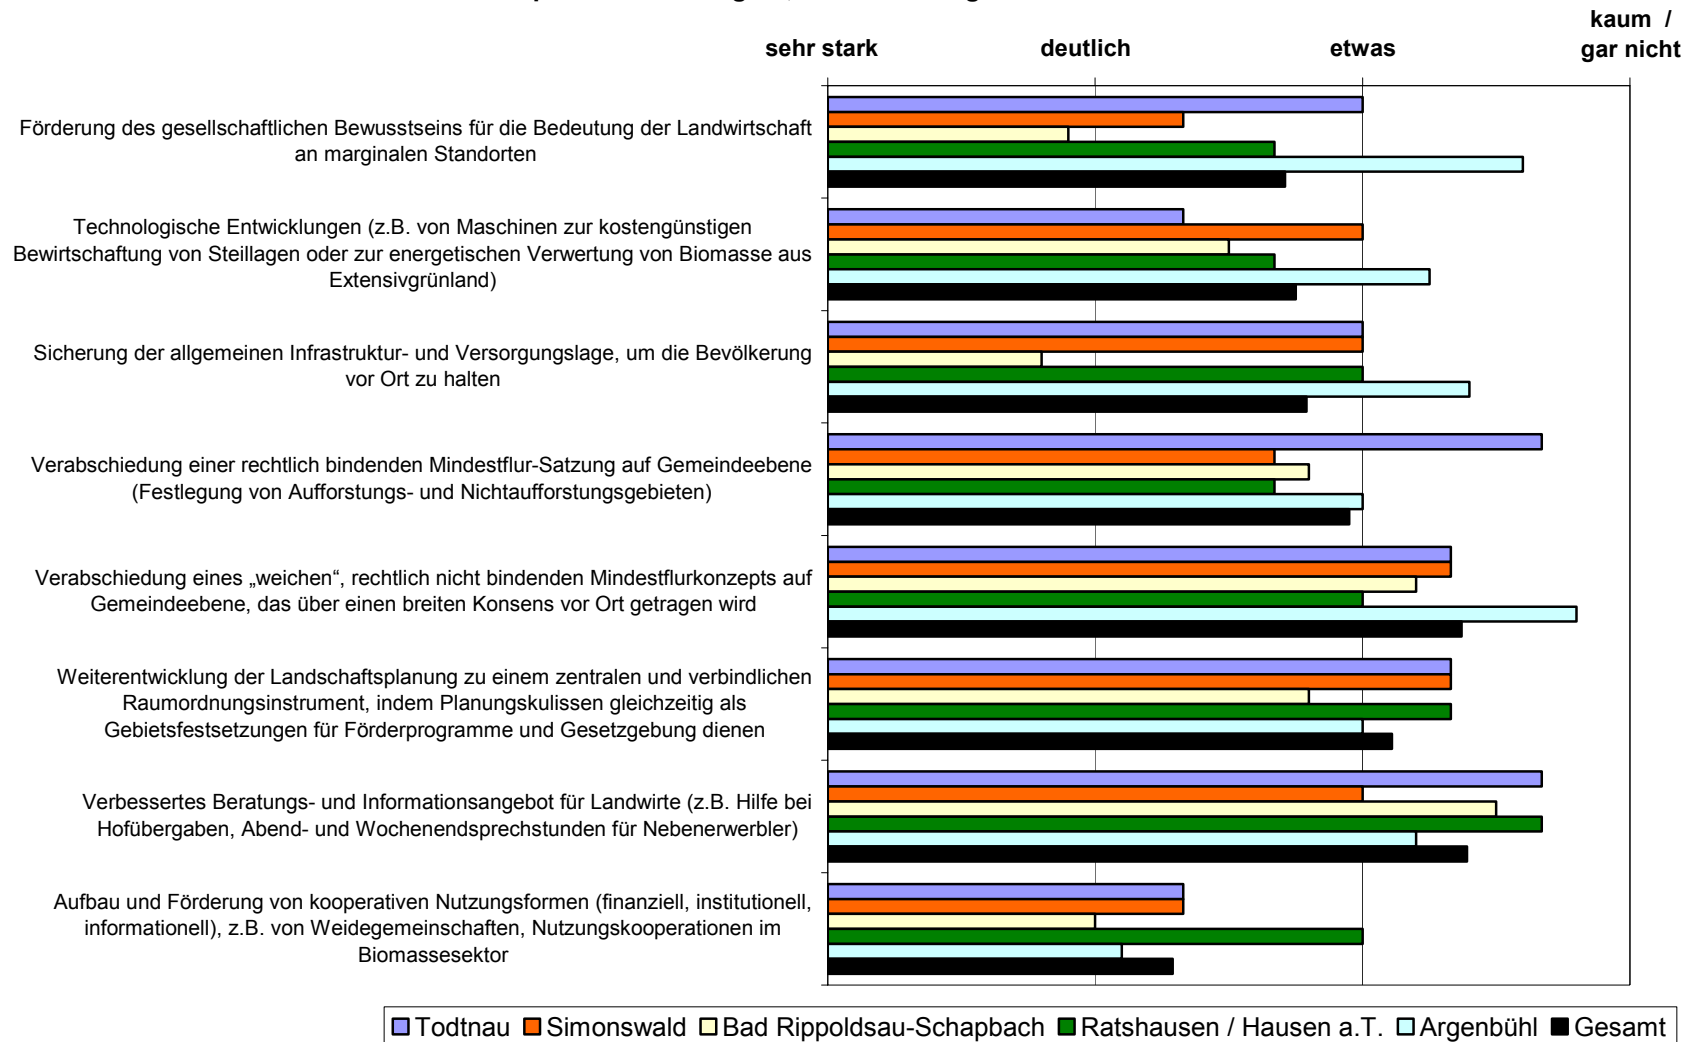 kaum /
sehr stark deutlich etwas gar nicht
Förderung des gesellschaftlichen Bewusstseins für die Bedeutung der Landwirtschaft
an marginalen Standorten
Technologische Entwicklungen (z.B. von Maschinen zur kostengünstigen
Bewirtschaftung von Steillagen oder zur energetischen Verwertung von Biomasse aus
Extensivgrünland)
Sicherung der allgemeinen Infrastruktur- und Versorgungslage, um die Bevölkerung
vor Ort zu halten
Verabschiedung einer rechtlich bindenden Mindestflur-Satzung auf Gemeindeebene
(Festlegung von Aufforstungs- und Nichtaufforstungsgebieten)
Verabschiedung eines „weichen“, rechtlich nicht bindenden Mindestflurkonzepts auf
Gemeindeebene, das über einen breiten Konsens vor Ort getragen wird
Weiterentwicklung der Landschaftsplanung zu einem zentralen und verbindlichen
Raumordnungsinstrument, indem Planungskulissen gleichzeitig als
Gebietsfestsetzungen für Förderprogramme und Gesetzgebung dienen
Verbessertes Beratungs- und Informationsangebot für Landwirte (z.B. Hilfe bei
Hofübergaben, Abend- und Wochenendsprechstunden für Nebenerwerbler)
Aufbau und Förderung von kooperativen Nutzungsformen (finanziell, institutionell,
informationell), z.B. von Weidegemeinschaften, Nutzungskooperationen im
Biomassesektor
Todtnau Simonswald Bad Rippoldsau-Schapbach Ratshausen / Hausen a.T. Argenbühl Gesamt